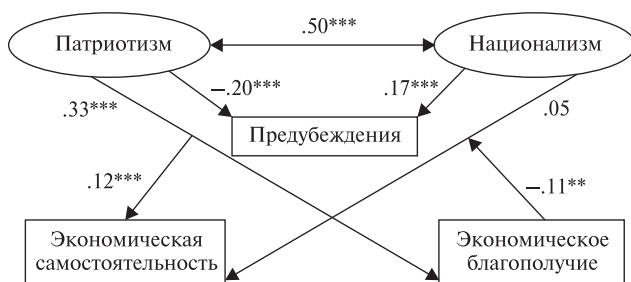 .50***
Патриотизм
Национализм
–.20***
.17***
.33***
.05
Предубеждения
.12***
–.11**
Экономическая
самостоятельность
Экономическое
благополучие